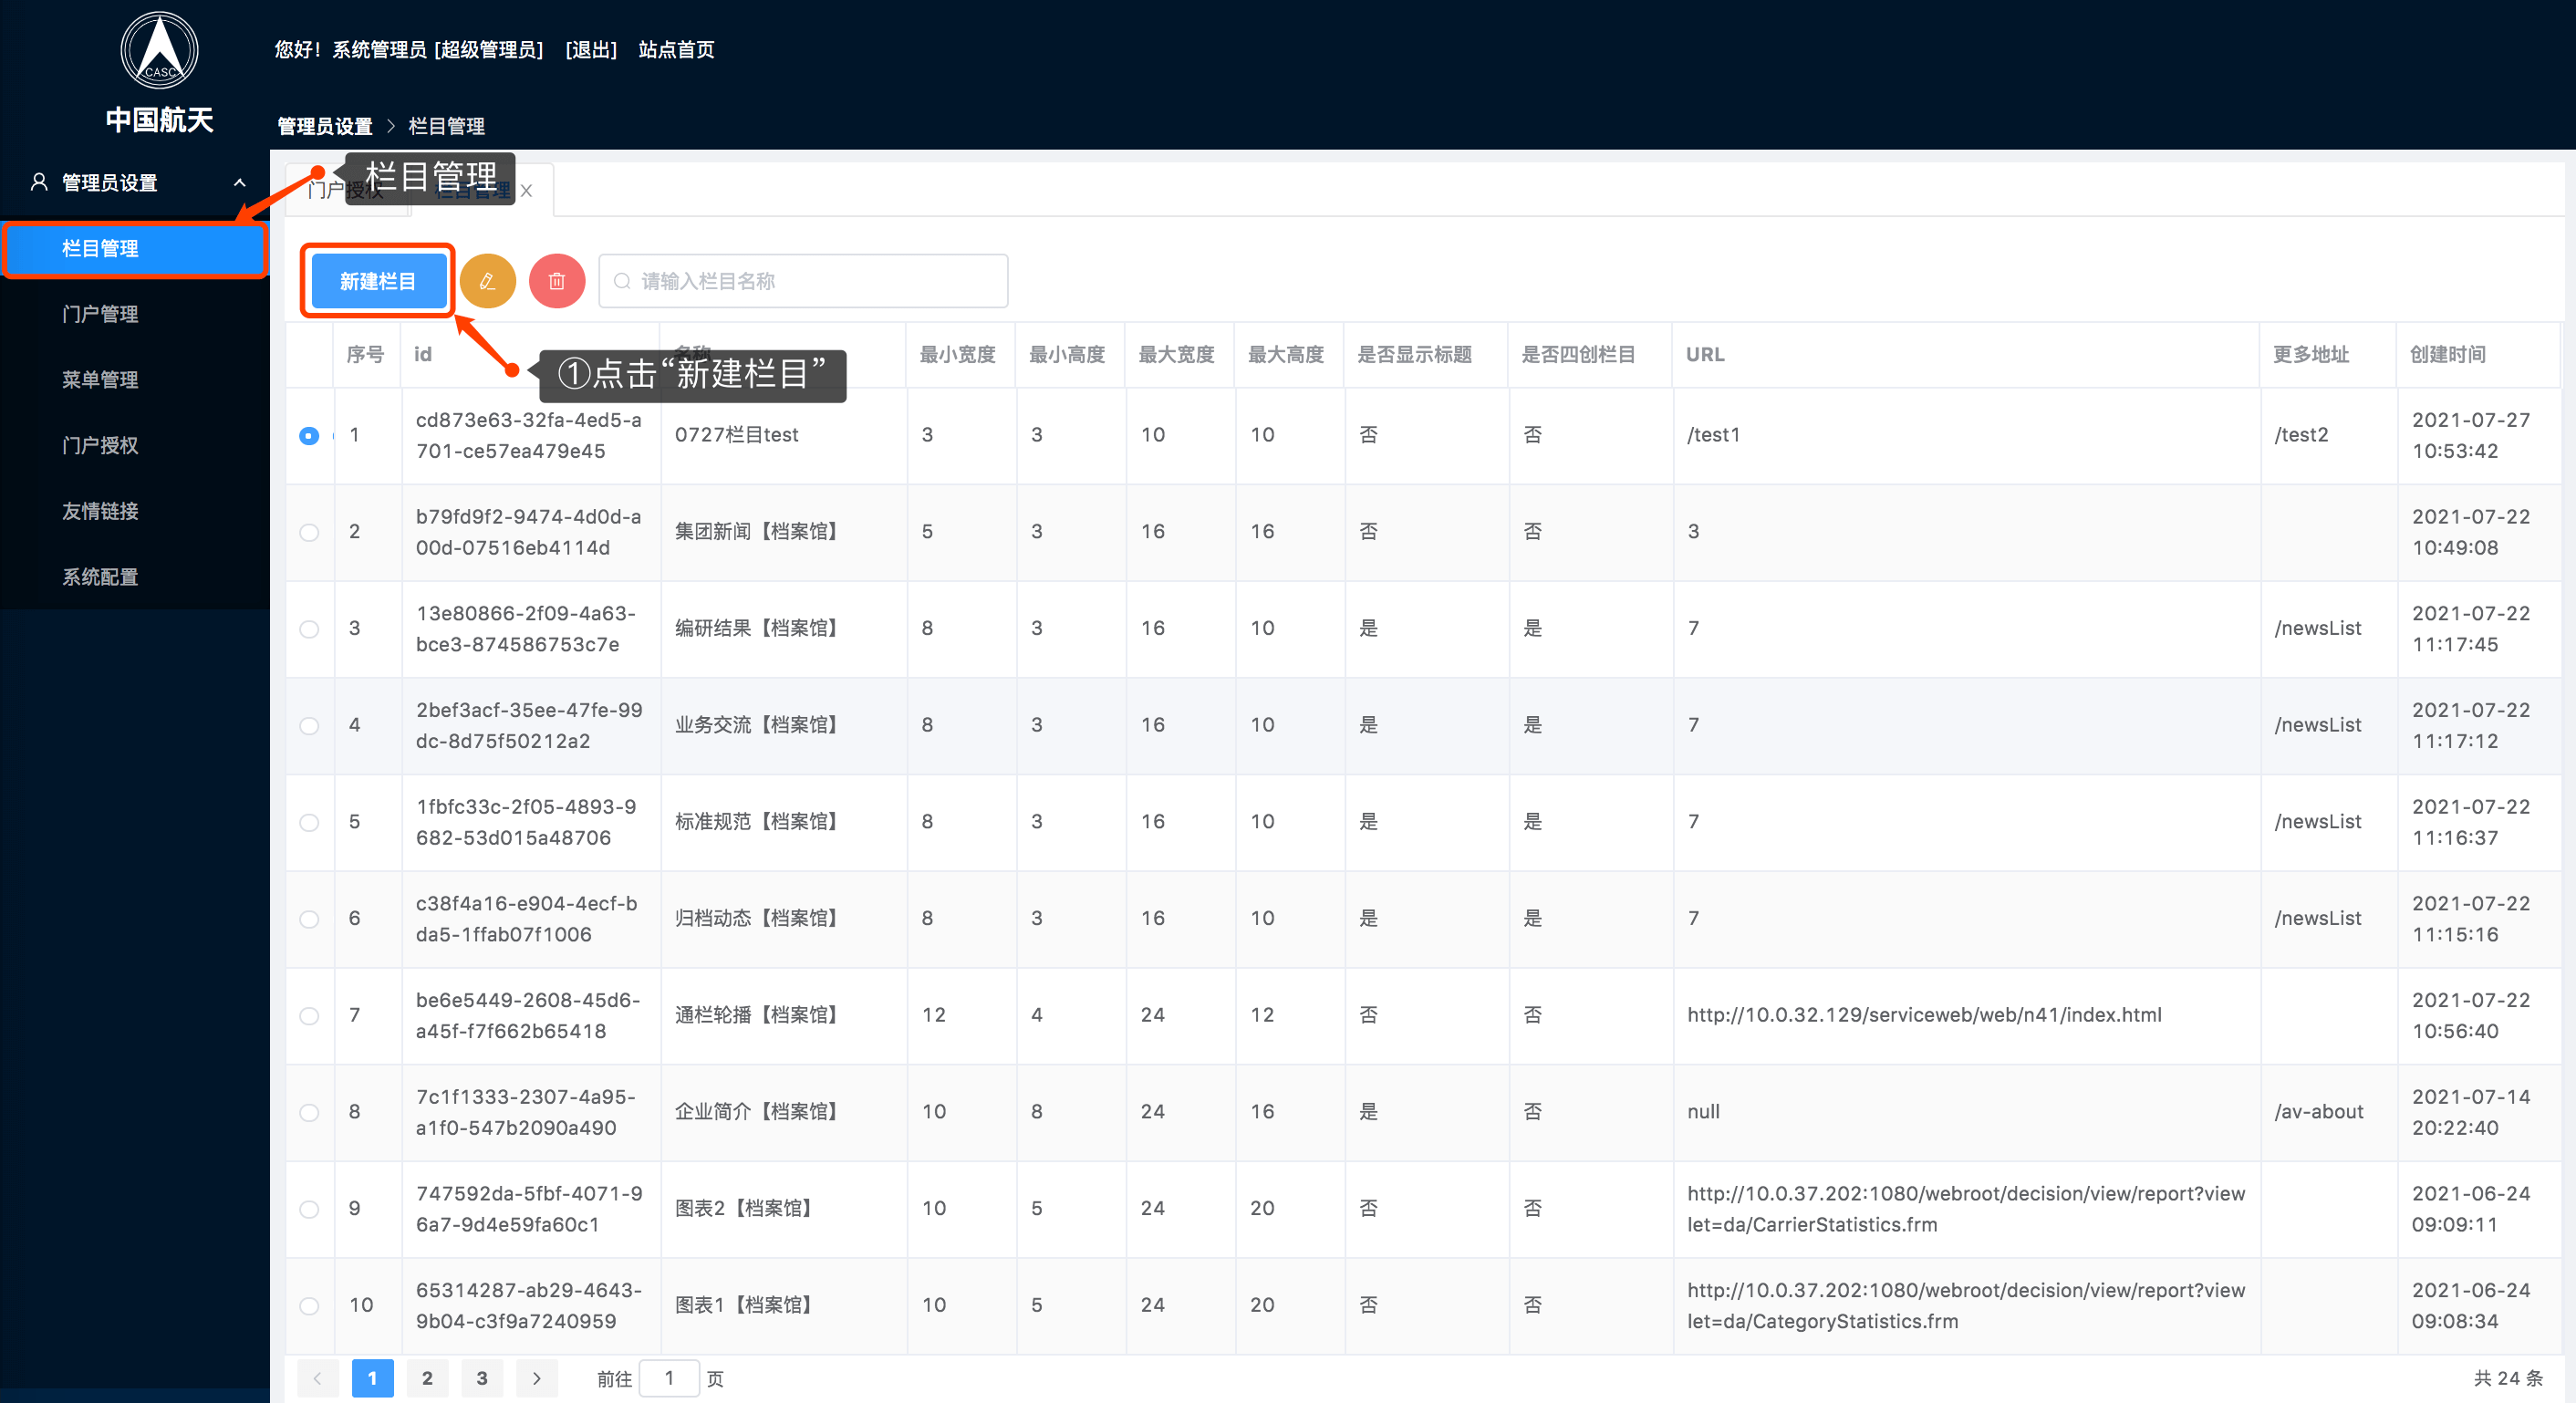 CASC
中国航天
您好！系统管理员 [超级管理员] [退出] 站点首页
管理员设置 > 栏目管理
管理员设置
栏目管理
门户管理
菜单管理
门户授权
友情链接
系统配置
门户授权 栏目管理 ×
栏目管理
新建栏目 请输入栏目名称
①点击“新建栏目”
序号 id 名称 最小宽度 最小高度 最大宽度 最大高度 是否显示标题 是否四创栏目 URL 更多地址 创建时间
1 cd873e63-32fa-4ed5-a 0727栏目test 3 3 10 10 否 否 /test1 /test2 2021-07-27
701-ce57ea479e45 10:53:42
2 b79fd9f2-9474-4d0d-a 集团新闻【档案馆】 5 3 16 16 否 否 3 2021-07-22
00d-07516eb4114d 10:49:08
3 13e80866-2f09-4a63- 编研结果【档案馆】 8 3 16 10 是 是 7 /newsList 2021-07-22
bce3-874586753c7e 11:17:45
4 2bef3acf-35ee-47fe-99 业务交流【档案馆】 8 3 16 10 是 是 7 /newsList 2021-07-22
dc-8d75f50212a2 11:17:12
5 1fbfc33c-2f05-4893-9 标准规范【档案馆】 8 3 16 10 是 是 7 /newsList 2021-07-22
682-53d015a48706 11:16:37
6 c38f4a16-e904-4ecf-b 归档动态【档案馆】 8 3 16 10 是 是 7 /newsList 2021-07-22
da5-1ffab07f1006 11:15:16
7 be6e5449-2608-45d6- 通栏轮播【档案馆】 12 4 24 12 否 否 http://10.0.32.129/serviceweb/web/n41/index.html 2021-07-22
a45f-f7f662b65418 10:56:40
8 7c1f1333-2307-4a95- 企业简介【档案馆】 10 8 24 16 是 否 null /av-about 2021-07-14
a1f0-547b2090a490 20:22:40
9 747592da-5fbf-4071-9 图表2【档案馆】 10 5 24 20 否 否 http://10.0.37.202:1080/webroot/decision/view/report?view 2021-06-24
6a7-9d4e59fa60c1 let=da/CarrierStatistics.frm 09:09:11
10 65314287-ab29-4643- 图表1【档案馆】 10 5 24 20 否 否 http://10.0.37.202:1080/webroot/decision/view/report?view 2021-06-24
9b04-c3f9a7240959 let=da/CategoryStatistics.frm 09:08:34
< 1 2 3 > 前往 1 页 共 24 条